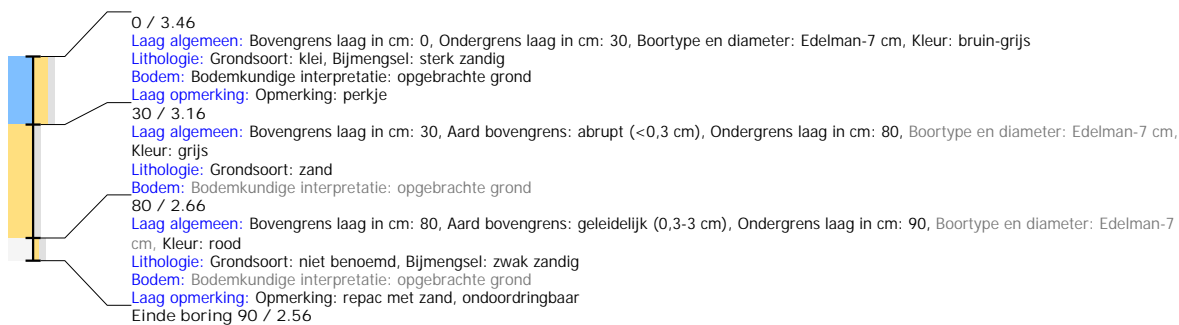 0 / 3.46
Laag algemeen: Bovengrens laag in cm: 0, Ondergrens laag in cm: 30, Boortype en diameter: Edelman-7 cm, Kleur: bruin-grijs
Lithologie: Grondsoort: klei, Bijmengsel: sterk zandig
Bodem: Bodemkundige interpretatie: opgebrachte grond
Laag opmerking: Opmerking: perkje
30 / 3.16
Laag algemeen: Bovengrens laag in cm: 30, Aard bovengrens: abrupt (<0,3 cm), Ondergrens laag in cm: 80, Boortype en diameter: Edelman-7 cm,
Kleur: grijs
Lithologie: Grondsoort: zand
Bodem: Bodemkundige interpretatie: opgebrachte grond
80 / 2.66
Laag algemeen: Bovengrens laag in cm: 80, Aard bovengrens: geleidelijk (0,3-3 cm), Ondergrens laag in cm: 90, Boortype en diameter: Edelman-7
cm, Kleur: rood
Lithologie: Grondsoort: niet benoemd, Bijmengsel: zwak zandig
Bodem: Bodemkundige interpretatie: opgebrachte grond
Laag opmerking: Opmerking: repac met zand, ondoordringbaar
Einde boring 90 / 2.56